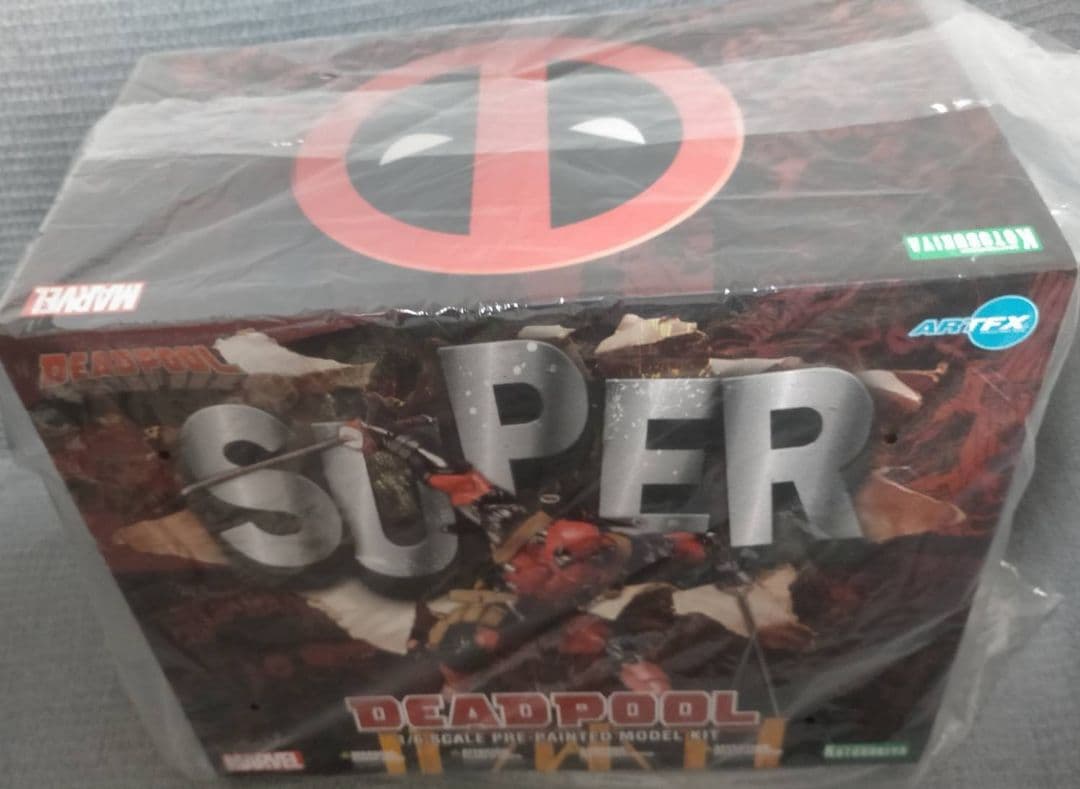 KOTOBUKIYA
MARVEL
ARTFX
DEADPOOL
SUPER
DEADPOOL
1/6 SCALE PRE-PAINTED MODEL KIT
MARVEL
KOTOBUKIYA